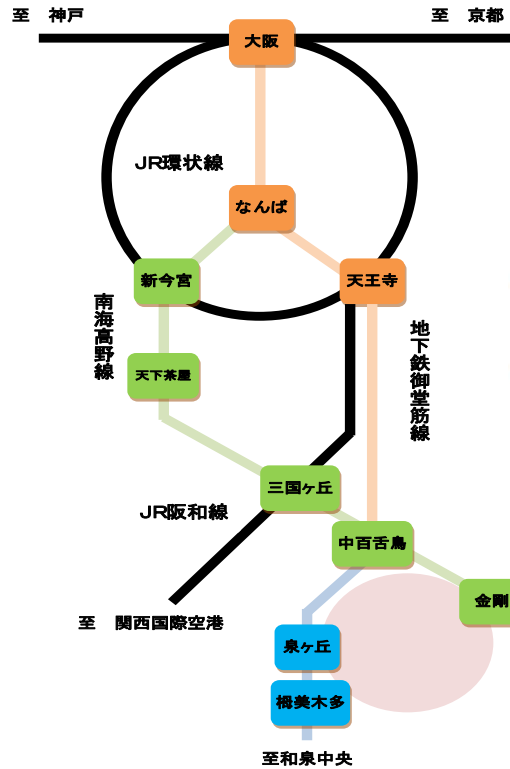 至　神戸
至　京都
大阪
JR環状線
なんば
新今宮
天王寺
南海高野線
地下鉄御堂筋線
天下茶屋
三国ヶ丘
JR阪和線
中百舌鳥
金剛
至　関西国際空港
泉ヶ丘
栂美木多
至和泉中央